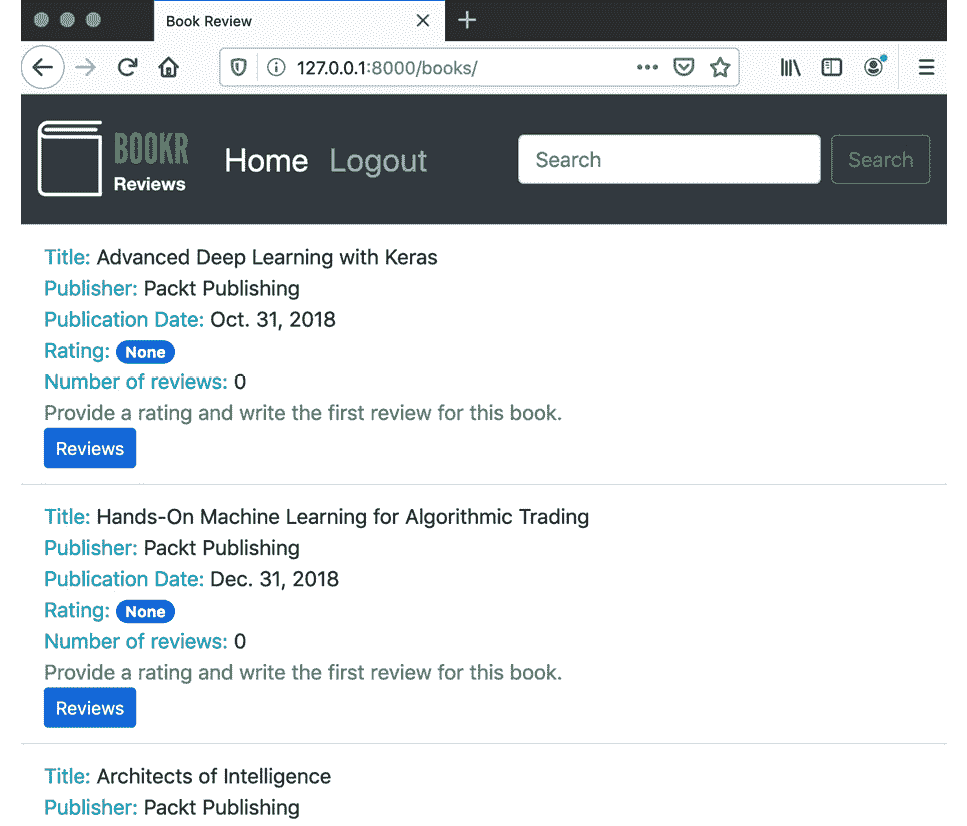 Book Review
127.0.0.1:8000/books/
BOOKR
Reviews
Home Logout
Search Search
Title: Advanced Deep Learning with Keras
Publisher: Packt Publishing
Publication Date: Oct. 31, 2018
Rating: None
Number of reviews: 0
Provide a rating and write the first review for this book.
Reviews
Title: Hands-On Machine Learning for Algorithmic Trading
Publisher: Packt Publishing
Publication Date: Dec. 31, 2018
Rating: None
Number of reviews: 0
Provide a rating and write the first review for this book.
Reviews
Title: Architects of Intelligence
Publisher: Packt Publishing